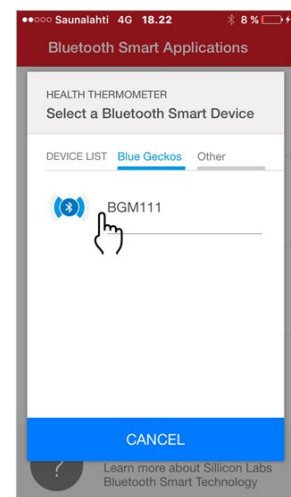 Saunalahti 4G 18.22 8 %
Bluetooth Smart Applications
HEALTH THERMOMETER
Select a Bluetooth Smart Device
DEVICE LIST Blue Geckos Other
BGM111
CANCEL
?
Learn more about Sillicon Labs
Bluetooth Smart Technology